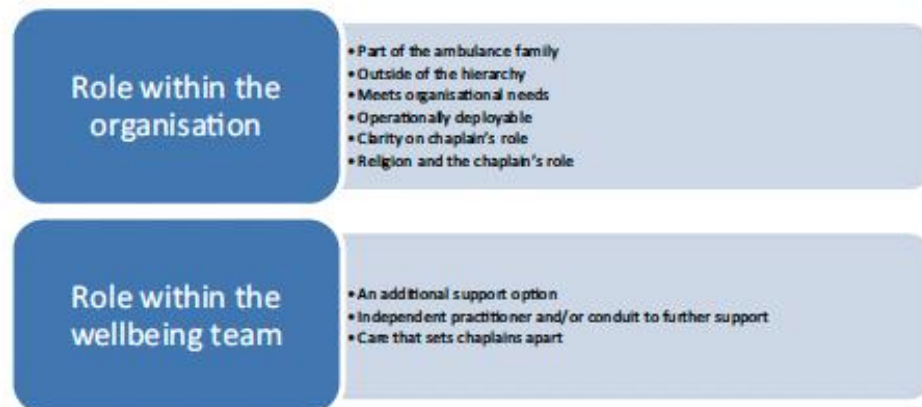 Role within the
organisation
•Part of the ambulance family
•Outside of the hierarchy
•Meets organisational needs
•Operationally deployable
•Clarity on chaplain's role
•Religion and the chaplain's role
Role within the
wellbeing team
•An additional support option
•Independent practitioner and/or conduit to further support
•Care that sets chaplains apart